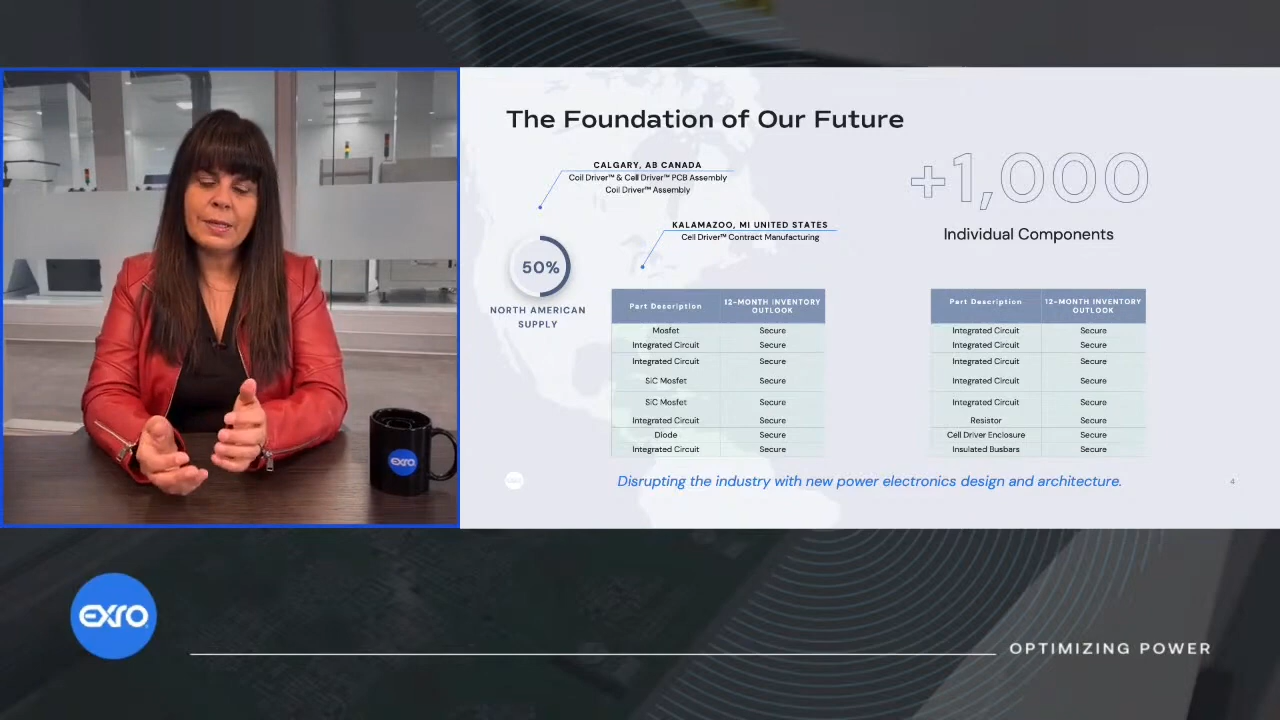 The Foundation of Our Future
CALGARY, AB CANADA
Coil Driver™ & Cell Driver™ PCB Assembly
Coil Driver™ Assembly
KALAMAZOO, MI UNITED STATES
Cell Driver™ Contract Manufacturing
50%
NORTH AMERICAN
SUPPLY
+1,000
Individual Components
Part Description 12-MONTH INVENTORY OUTLOOK
Mosfet Secure
Integrated Circuit Secure
Integrated Circuit Secure
SiC Mosfet Secure
SiC Mosfet Secure
Integrated Circuit Secure
Diode Secure
Integrated Circuit Secure
Part Description 12-MONTH INVENTORY OUTLOOK
Integrated Circuit Secure
Integrated Circuit Secure
Integrated Circuit Secure
Integrated Circuit Secure
Integrated Circuit Secure
Resistor Secure
Cell Driver Enclosure Secure
Insulated Busbars Secure
Disrupting the industry with new power electronics design and architecture.
4
exro
exro
OPTIMIZING POWER